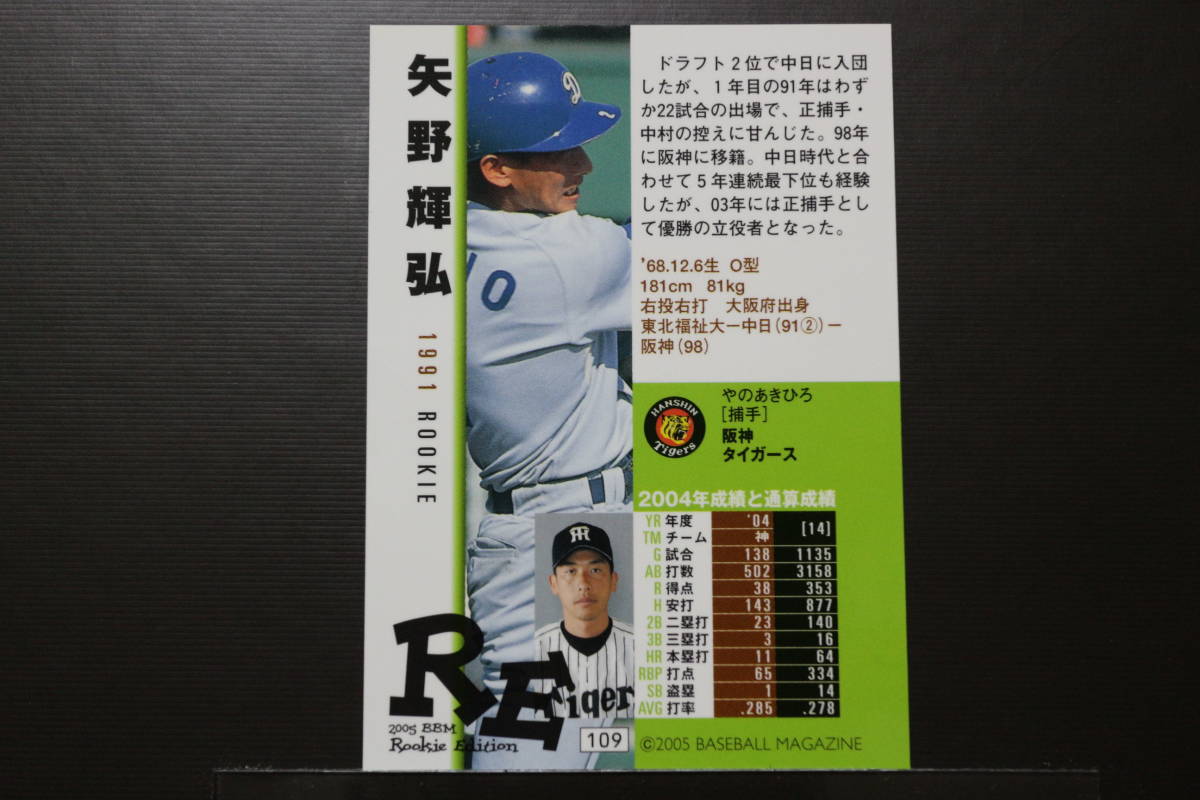 矢野輝弘
1991 ROOKIE
D
2
NO
ドラフト2位で中日に入団
したが、1年目の91年はわず
か22試合の出場で、正捕手・
中村の控えに甘んじた。98年
に阪神に移籍。中日時代と合
わせて5年連続最下位も経験
したが、03年には正捕手とし
て優勝の立役者となった。
'68.12.6生 O型
181cm 81kg
右投右打 大阪府出身
東北福祉大ー中日(91②)ー
阪神(98)
HANSHIN
Tigers
やのあきひろ
[捕手]
阪神
タイガース
2004年成績と通算成績
YR 年度 '04 [14]
TM チーム 神
G 試合 138 1135
AB 打数 502 3158
R 得点 38 353
H 安打 143 877
2B 二塁打 23 140
3B 三塁打 3 16
HR 本塁打 11 64
RBP 打点 65 334
SB 盗塁 1 14
AVG 打率 .285 .278
Tiger
RE
2005 BBM
Rookie Edition
109
©2005 BASEBALL MAGAZINE